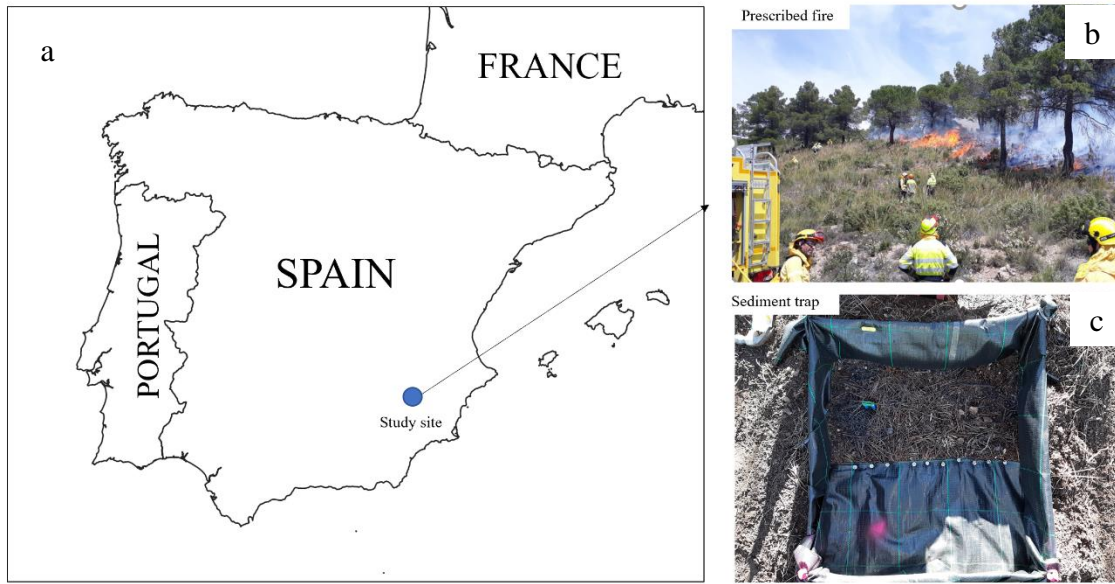 a
FRANCE
SPAIN
PORTUGAL
Study site
Prescribed fire
b
Sediment trap
c